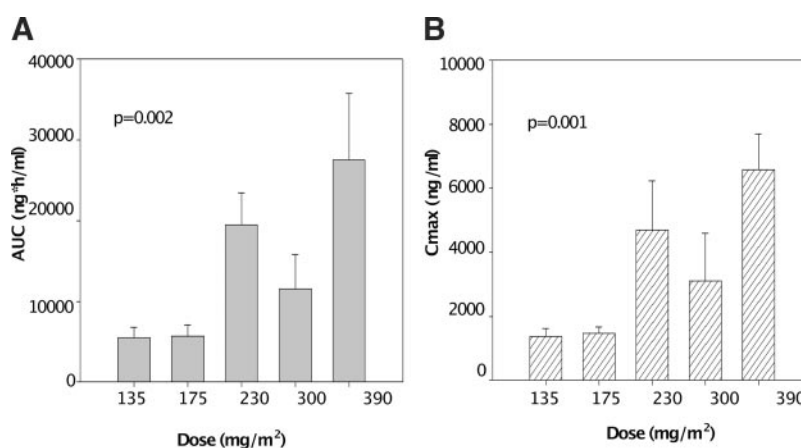 A
40000
30000
20000
10000
0
AUC (ng*h/ml)
p=0.002
135 175 230 300 390
Dose (mg/m²)
B
10000
8000
6000
4000
2000
0
Cmax (ng/ml)
p=0.001
135 175 230 300 390
Dose (mg/m²)